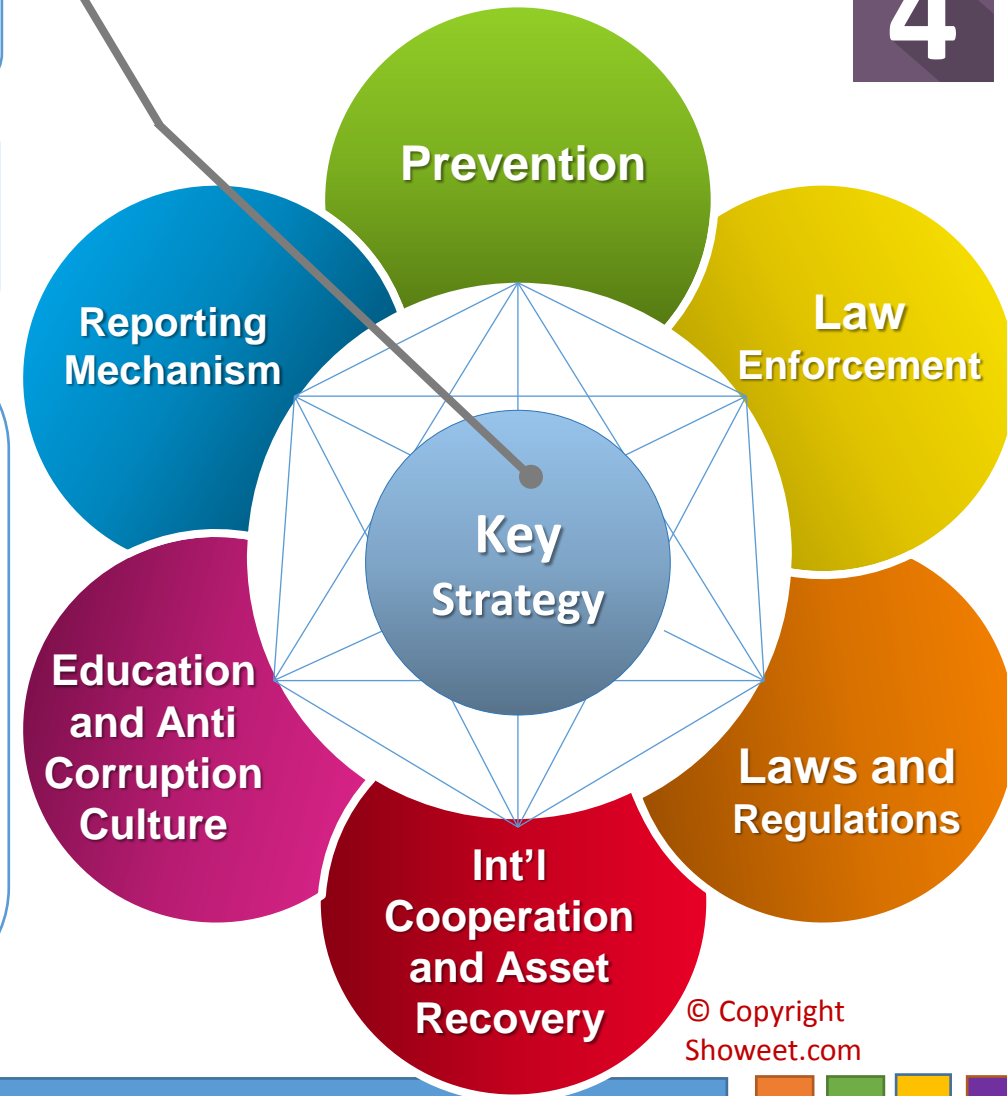 4
Prevention
Reporting
Mechanism
Law
Enforcement
Key
Strategy
Education
and Anti
Corruption
Culture
Laws and
Regulations
Int'l
Cooperation
and Asset
Recovery
© Copyright
Showeet.com